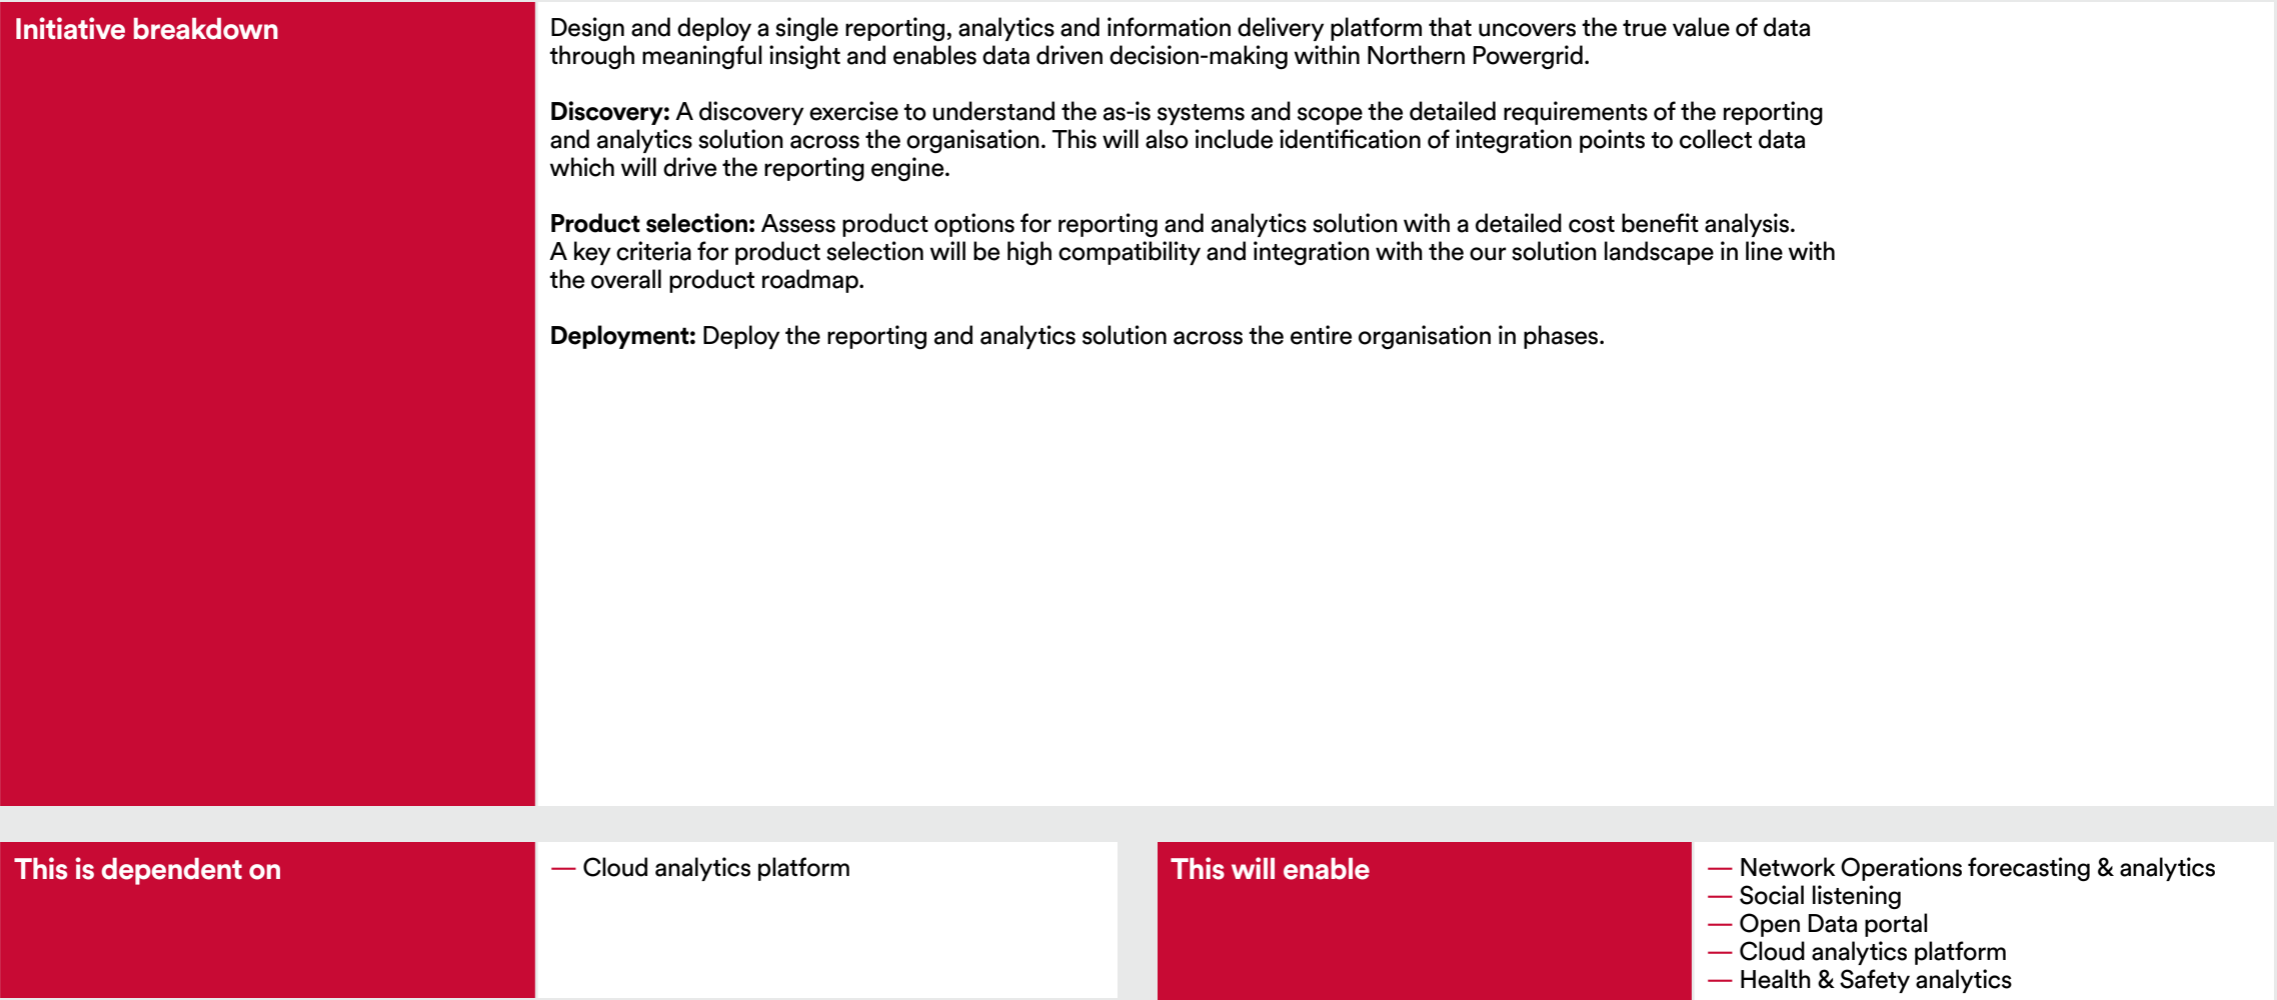 Initiative breakdown
Design and deploy a single reporting, analytics and information delivery platform that uncovers the true value of data
through meaningful insight and enables data driven decision-making within Northern Powergrid.
Discovery: A discovery exercise to understand the as-is systems and scope the detailed requirements of the reporting
and analytics solution across the organisation. This will also include identification of integration points to collect data
which will drive the reporting engine.
Product selection: Assess product options for reporting and analytics solution with a detailed cost benefit analysis.
A key criteria for product selection will be high compatibility and integration with the our solution landscape in line with
the overall product roadmap.
Deployment: Deploy the reporting and analytics solution across the entire organisation in phases.
This is dependent on
— Cloud analytics platform
This will enable
— Network Operations forecasting & analytics
— Social listening
— Open Data portal
— Cloud analytics platform
— Health & Safety analytics